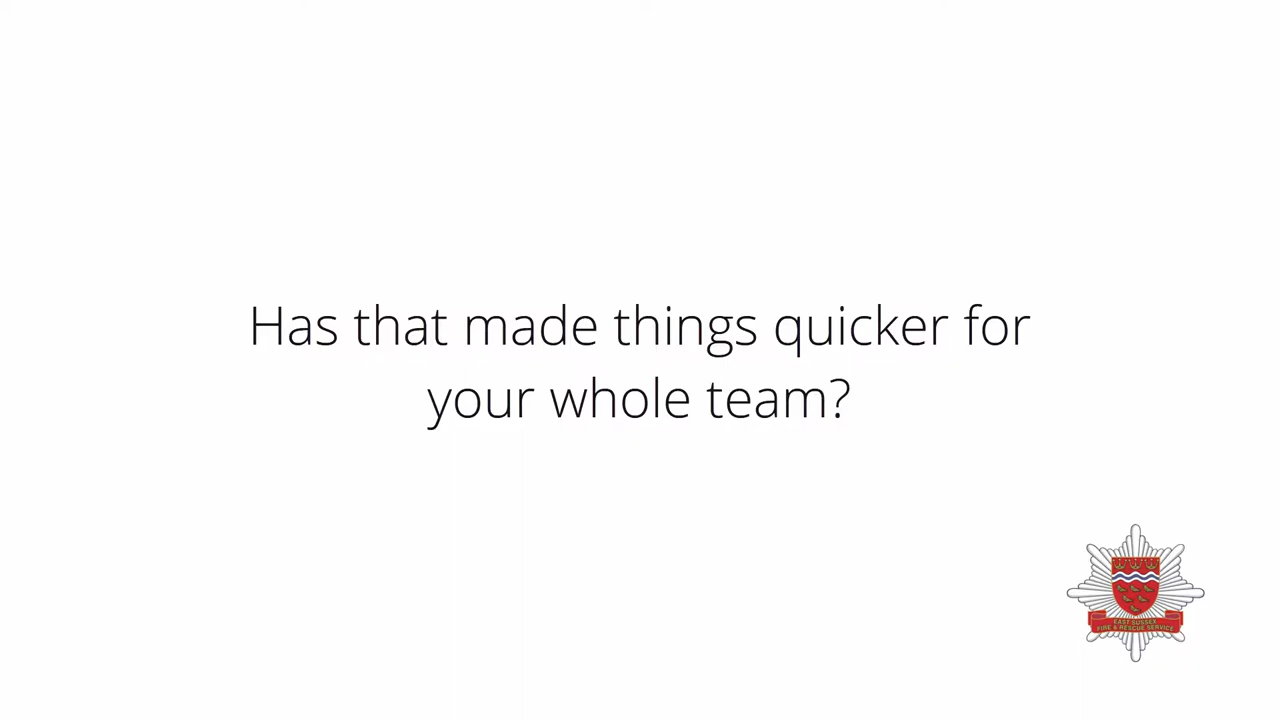 Has that made things quicker for
your whole team?
EAST SUSSEX
FIRE & RESCUE SERVICE